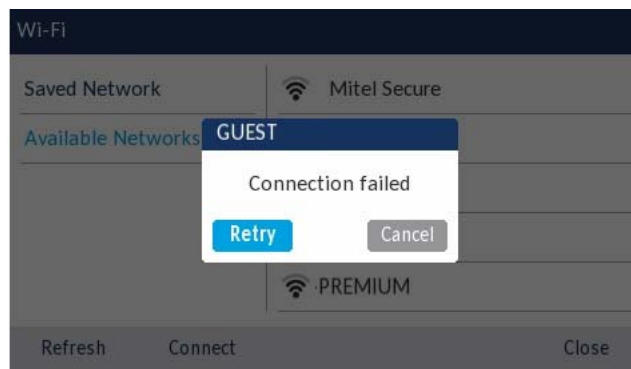 Wi-Fi
Saved Network
Mitel Secure
Available Networks
GUEST
Connection failed
Retry
Cancel
PREMIUM
Refresh
Connect
Close